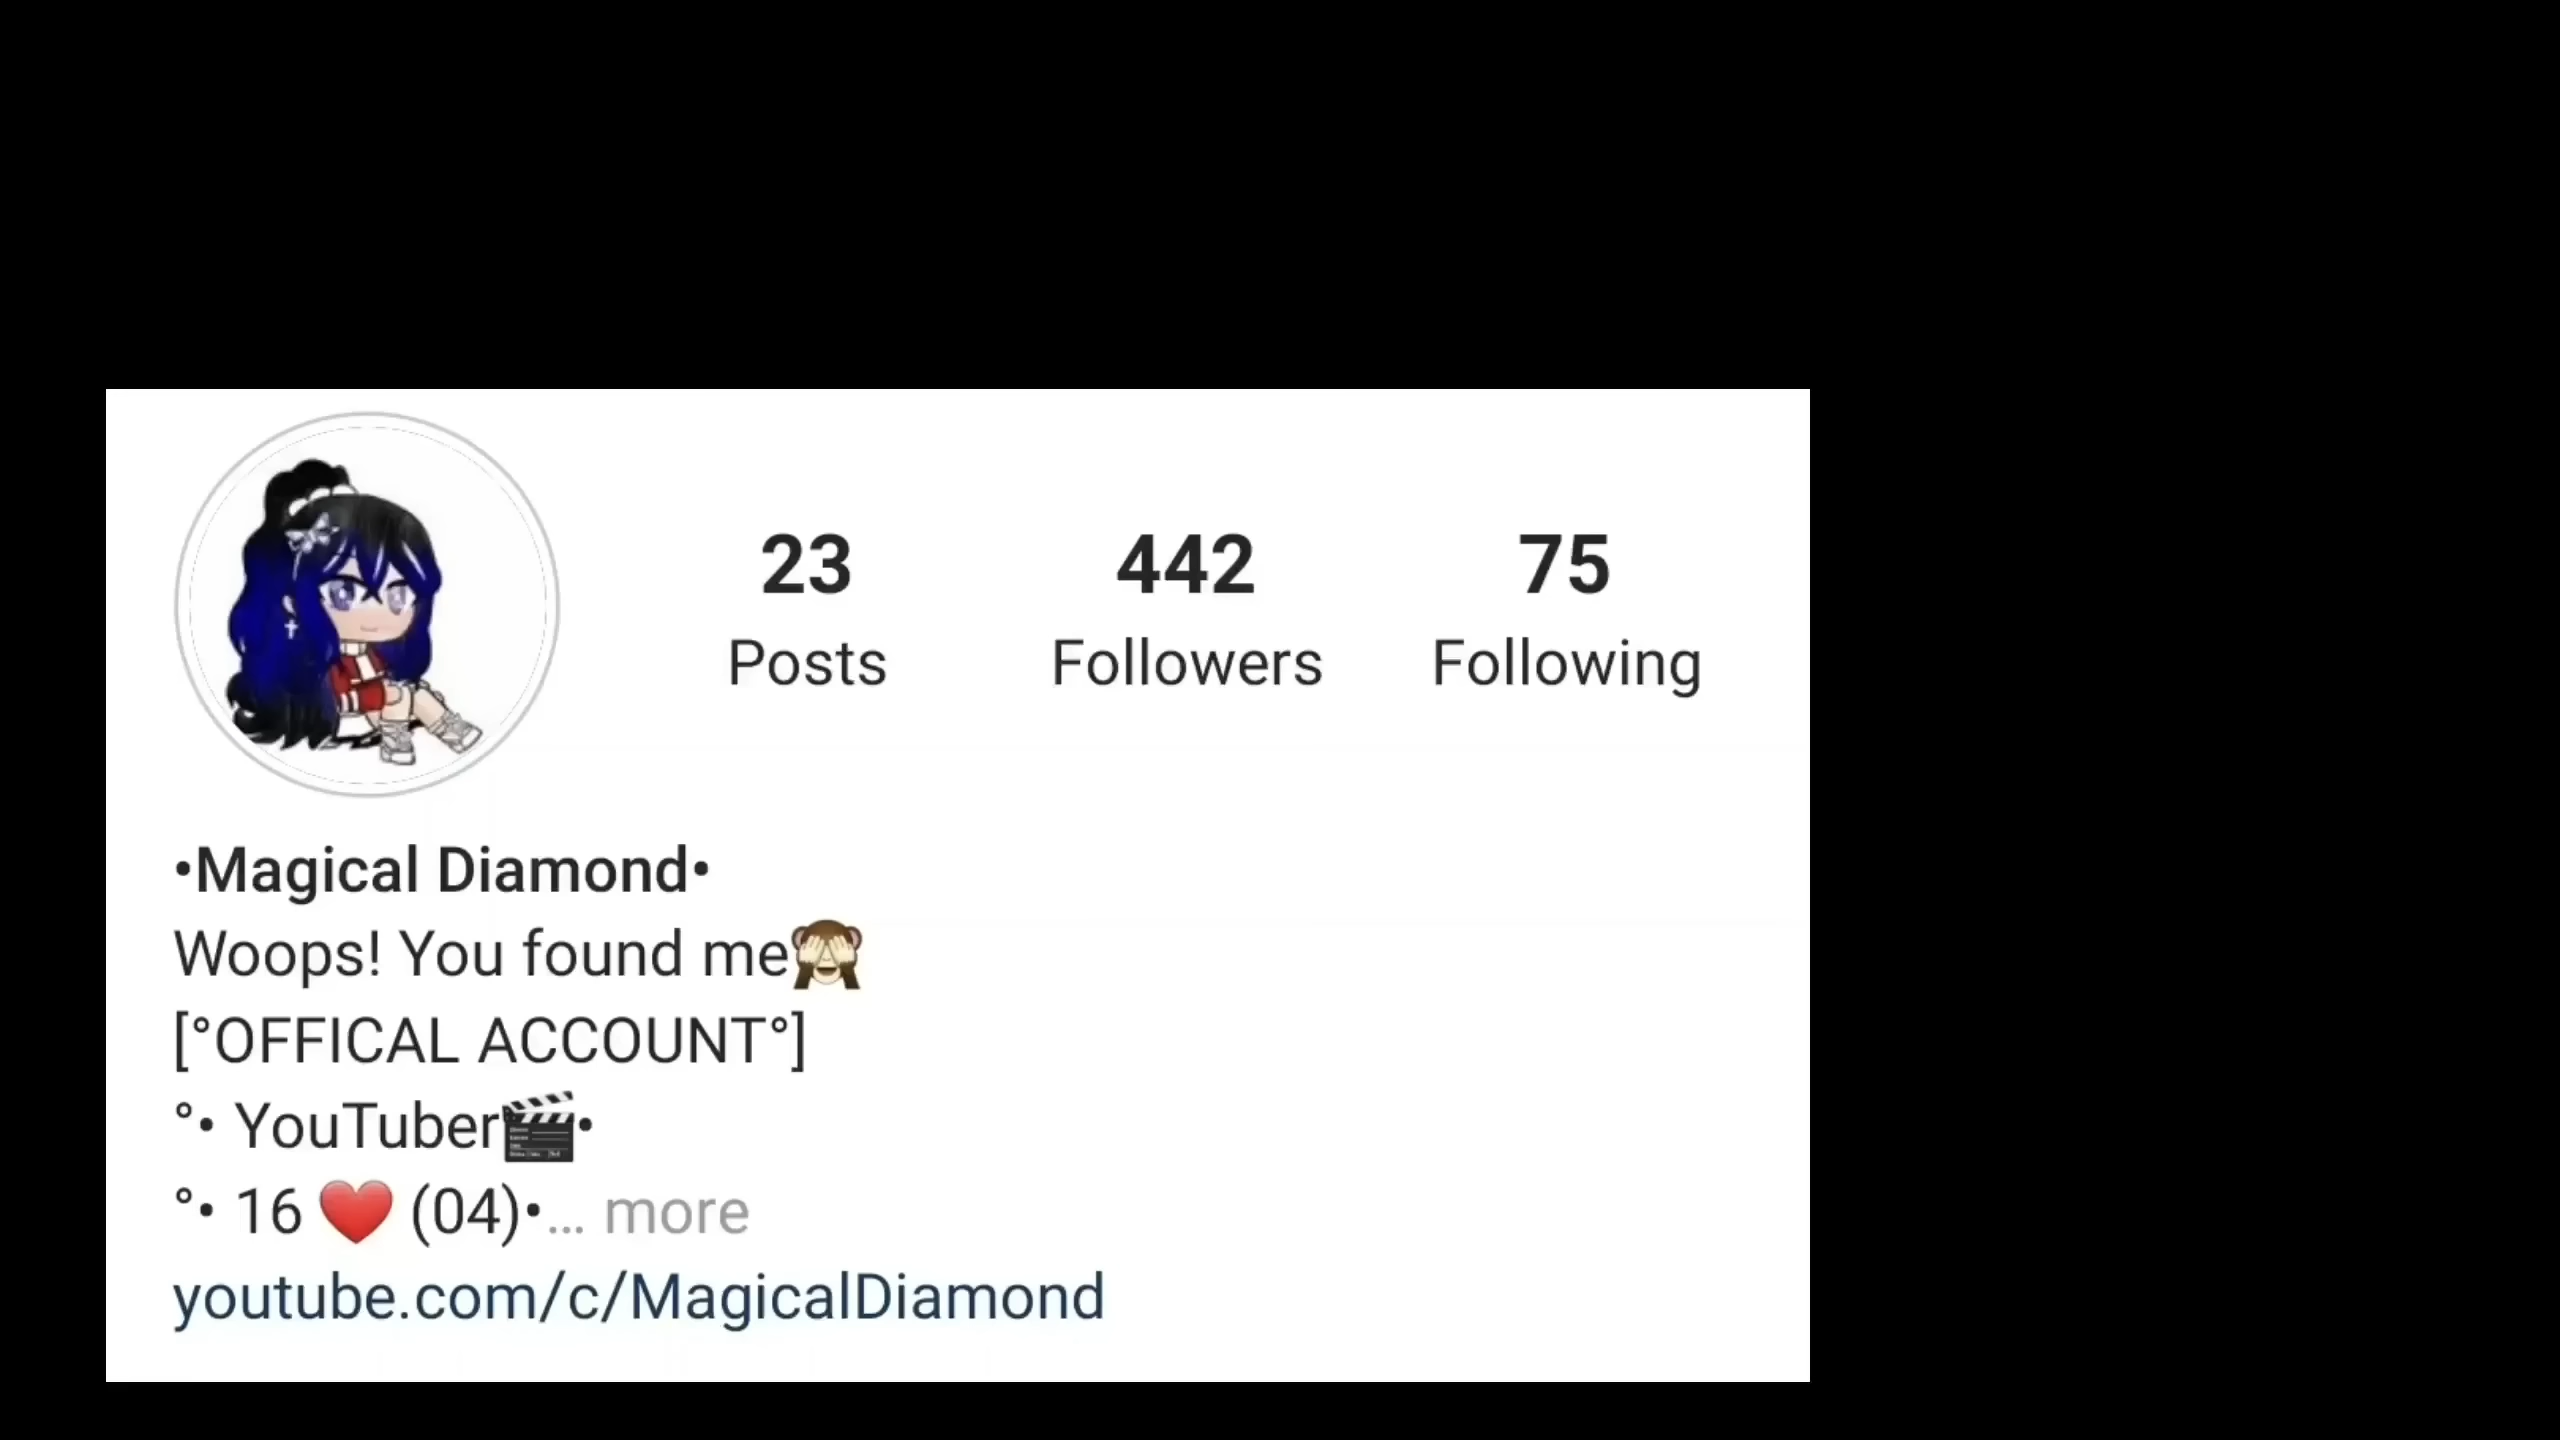 23 442 75
Posts Followers Following
•Magical Diamond•
Woops! You found me🙈
[°OFFICAL ACCOUNT°]
°• YouTuber🎬•
°• 16 ❤️ (04)•... more
youtube.com/c/MagicalDiamond